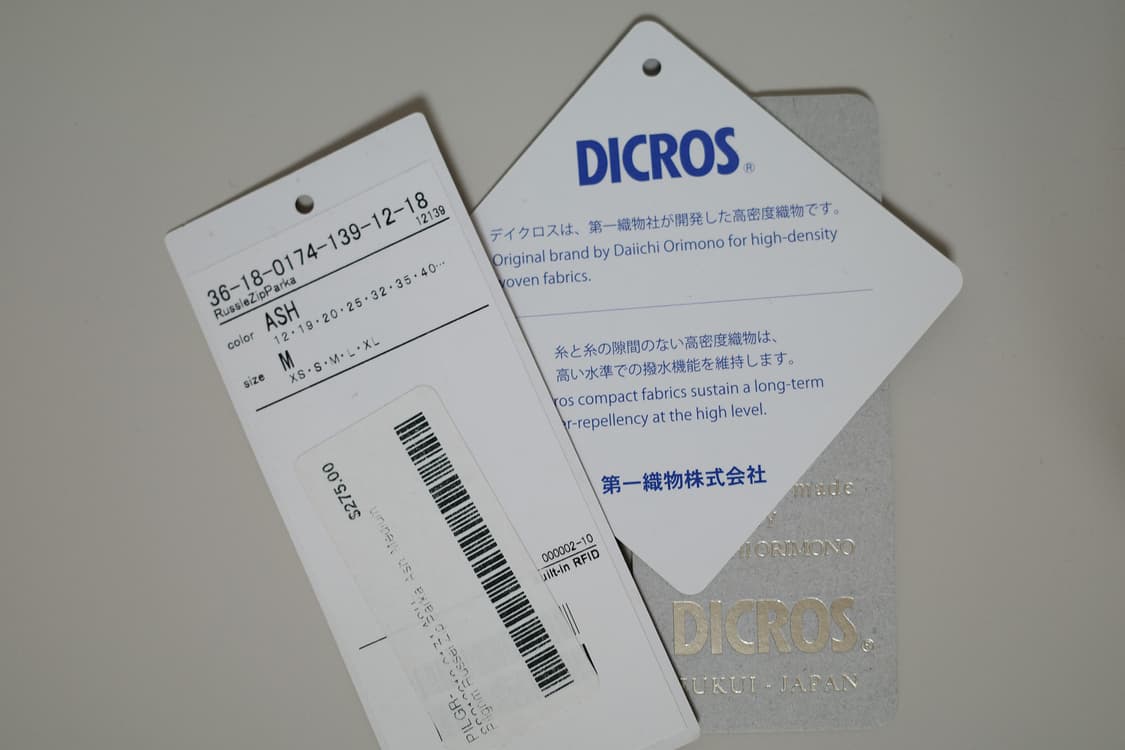 36-18-0174-139-12-18
12139
RussleZipParka
color ASH
12・19・20・25・32・35・40…
size M
XS・S・M・L・XL
$275.00
PILGR-
000002-10
uilt-in RFID
DICROS®
デイクロスは、第一織物社が開発した高密度織物です。
Original brand by Daiichi Orimono for high-density
woven fabrics.
糸と糸の隙間のない高密度織物は、
高い水準での撥水機能を維持します。
ros compact fabrics sustain a long-term
er-repellency at the high level.
第一織物株式会社
made
ORIMONO
DICROS®
UKUI - JAPAN